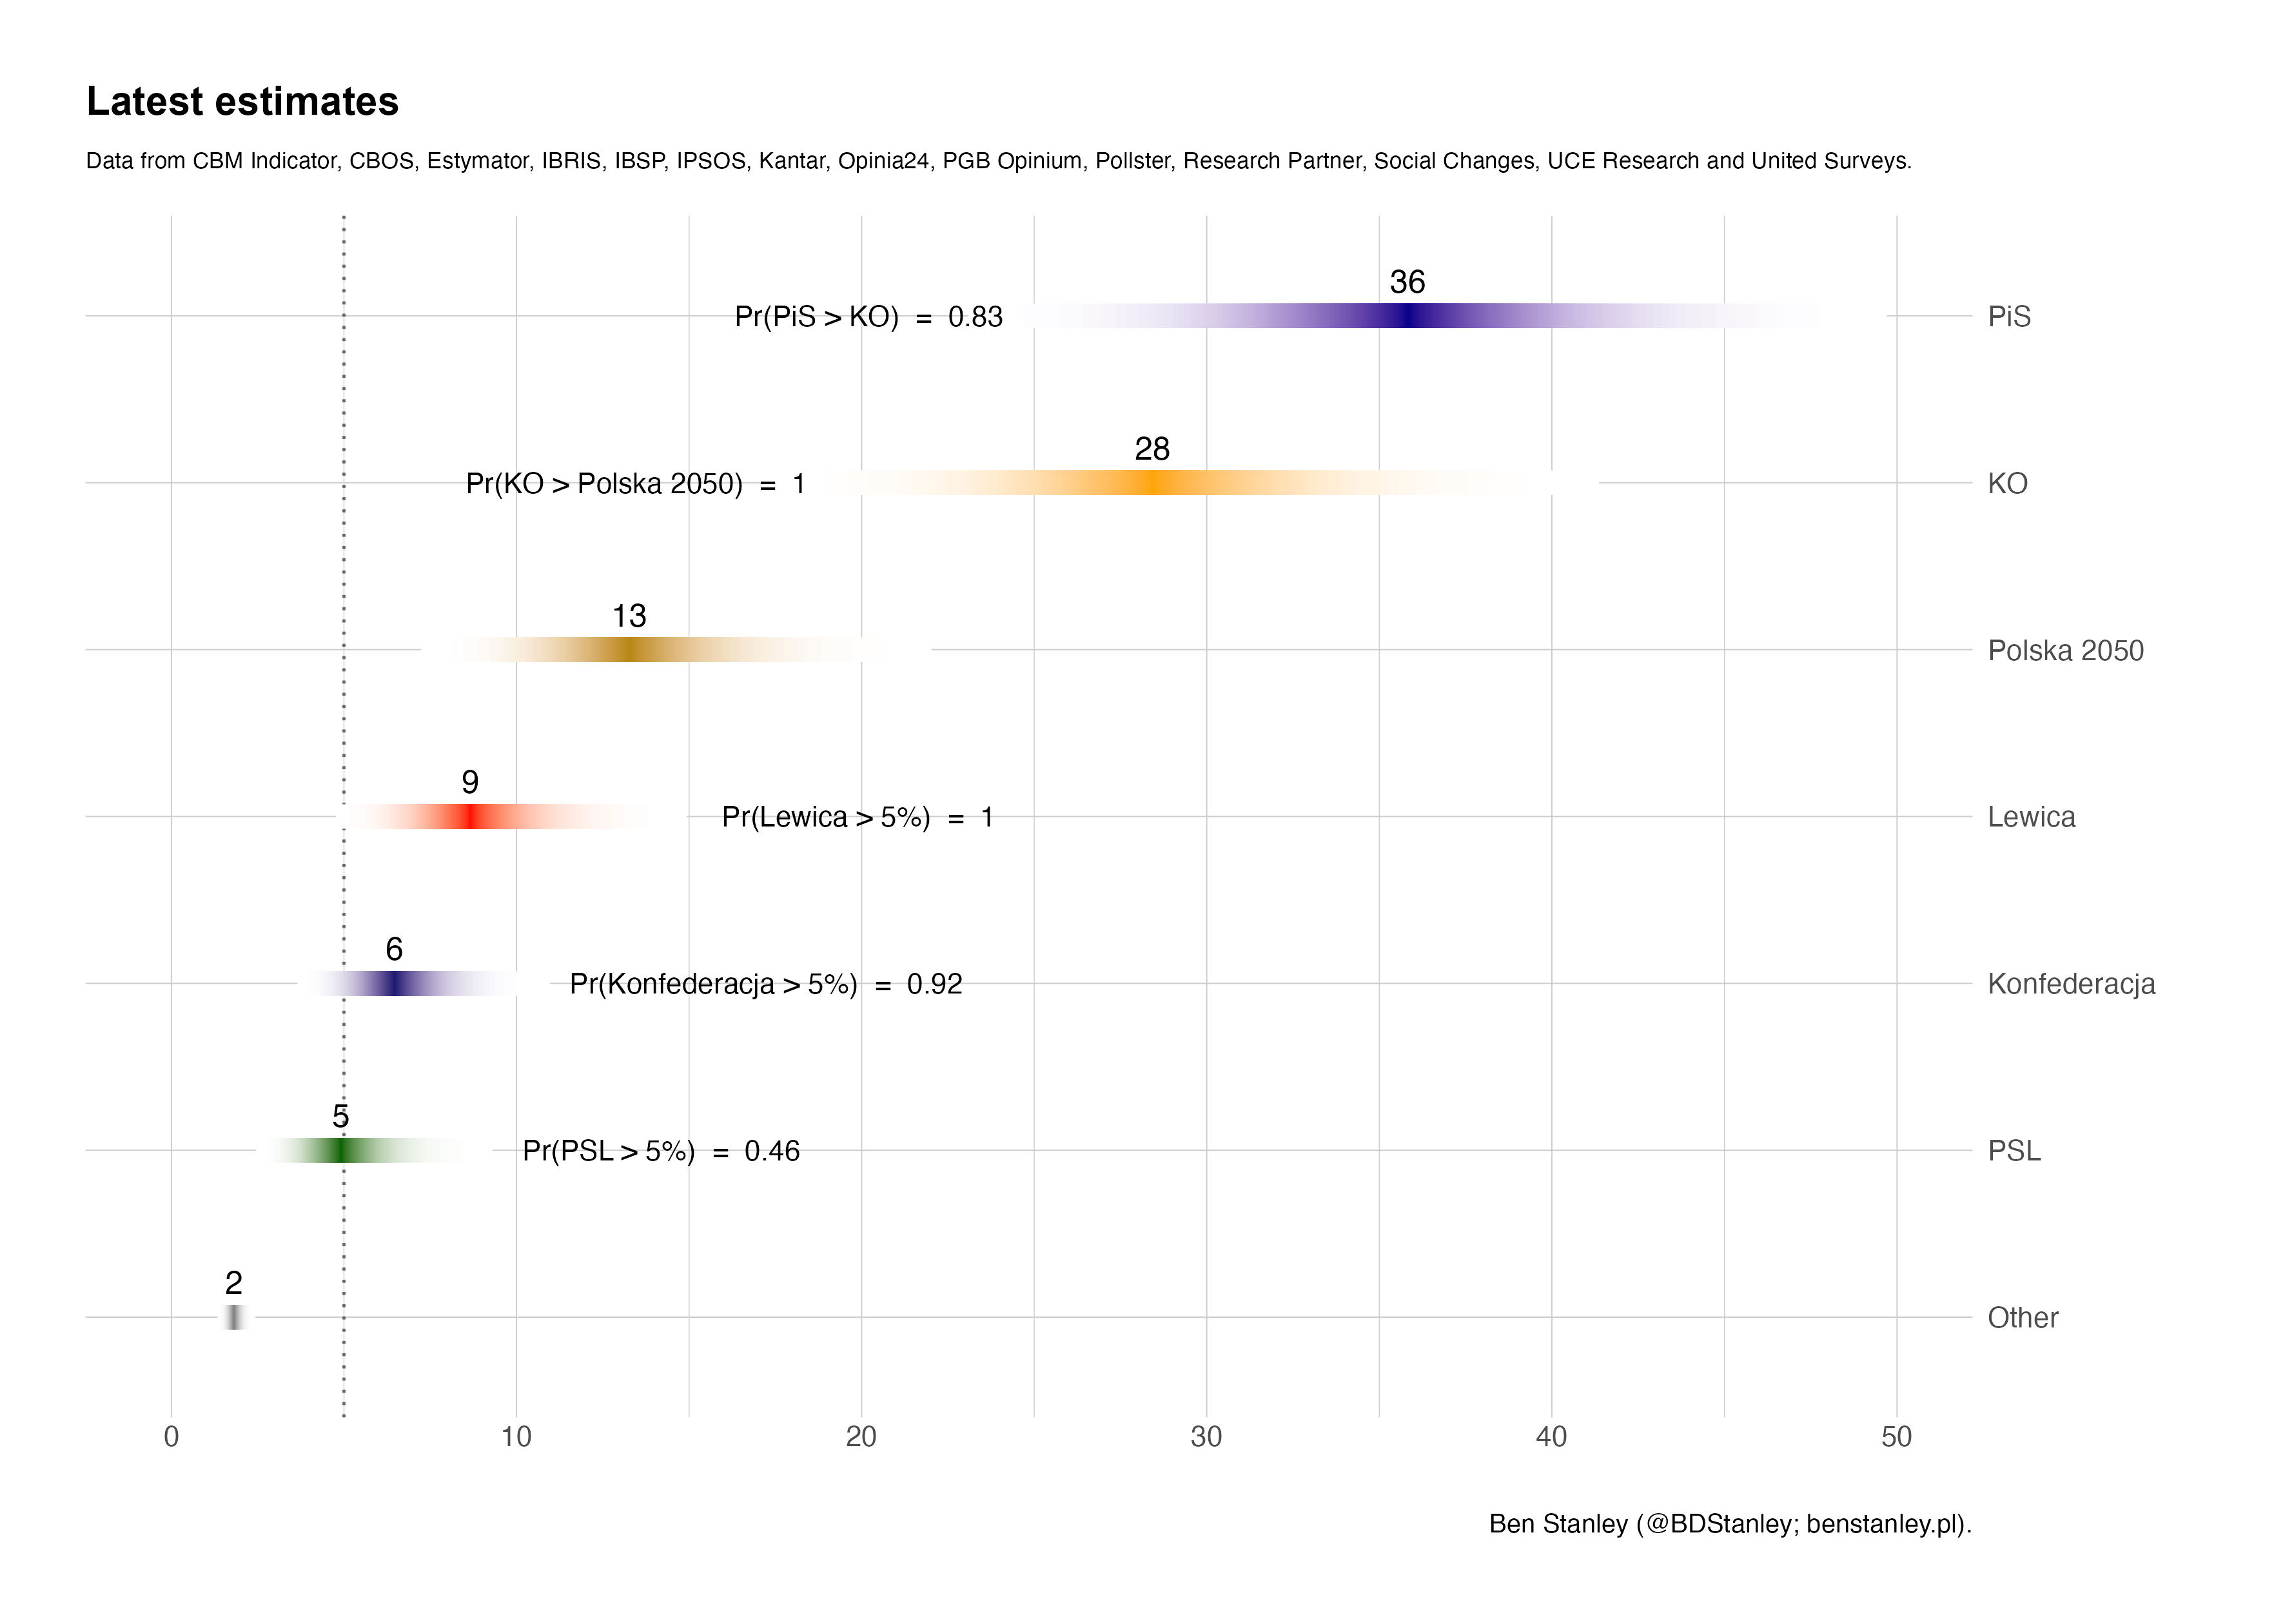 Latest estimates
Data from CBM Indicator, CBOS, Estymator, IBRIS, IBSP, IPSOS, Kantar, Opinia24, PGB Opinium, Pollster, Research Partner, Social Changes, UCE Research and United Surveys.
36
Pr(PiS > KO) = 0.83
PiS
28
Pr(KO > Polska 2050) = 1
KO
13
Polska 2050
9
Pr(Lewica > 5%) = 1
Lewica
6
Pr(Konfederacja > 5%) = 0.92
Konfederacja
5
Pr(PSL > 5%) = 0.46
PSL
2
Other
0 10 20 30 40 50
Ben Stanley (@BDStanley; benstanley.pl).